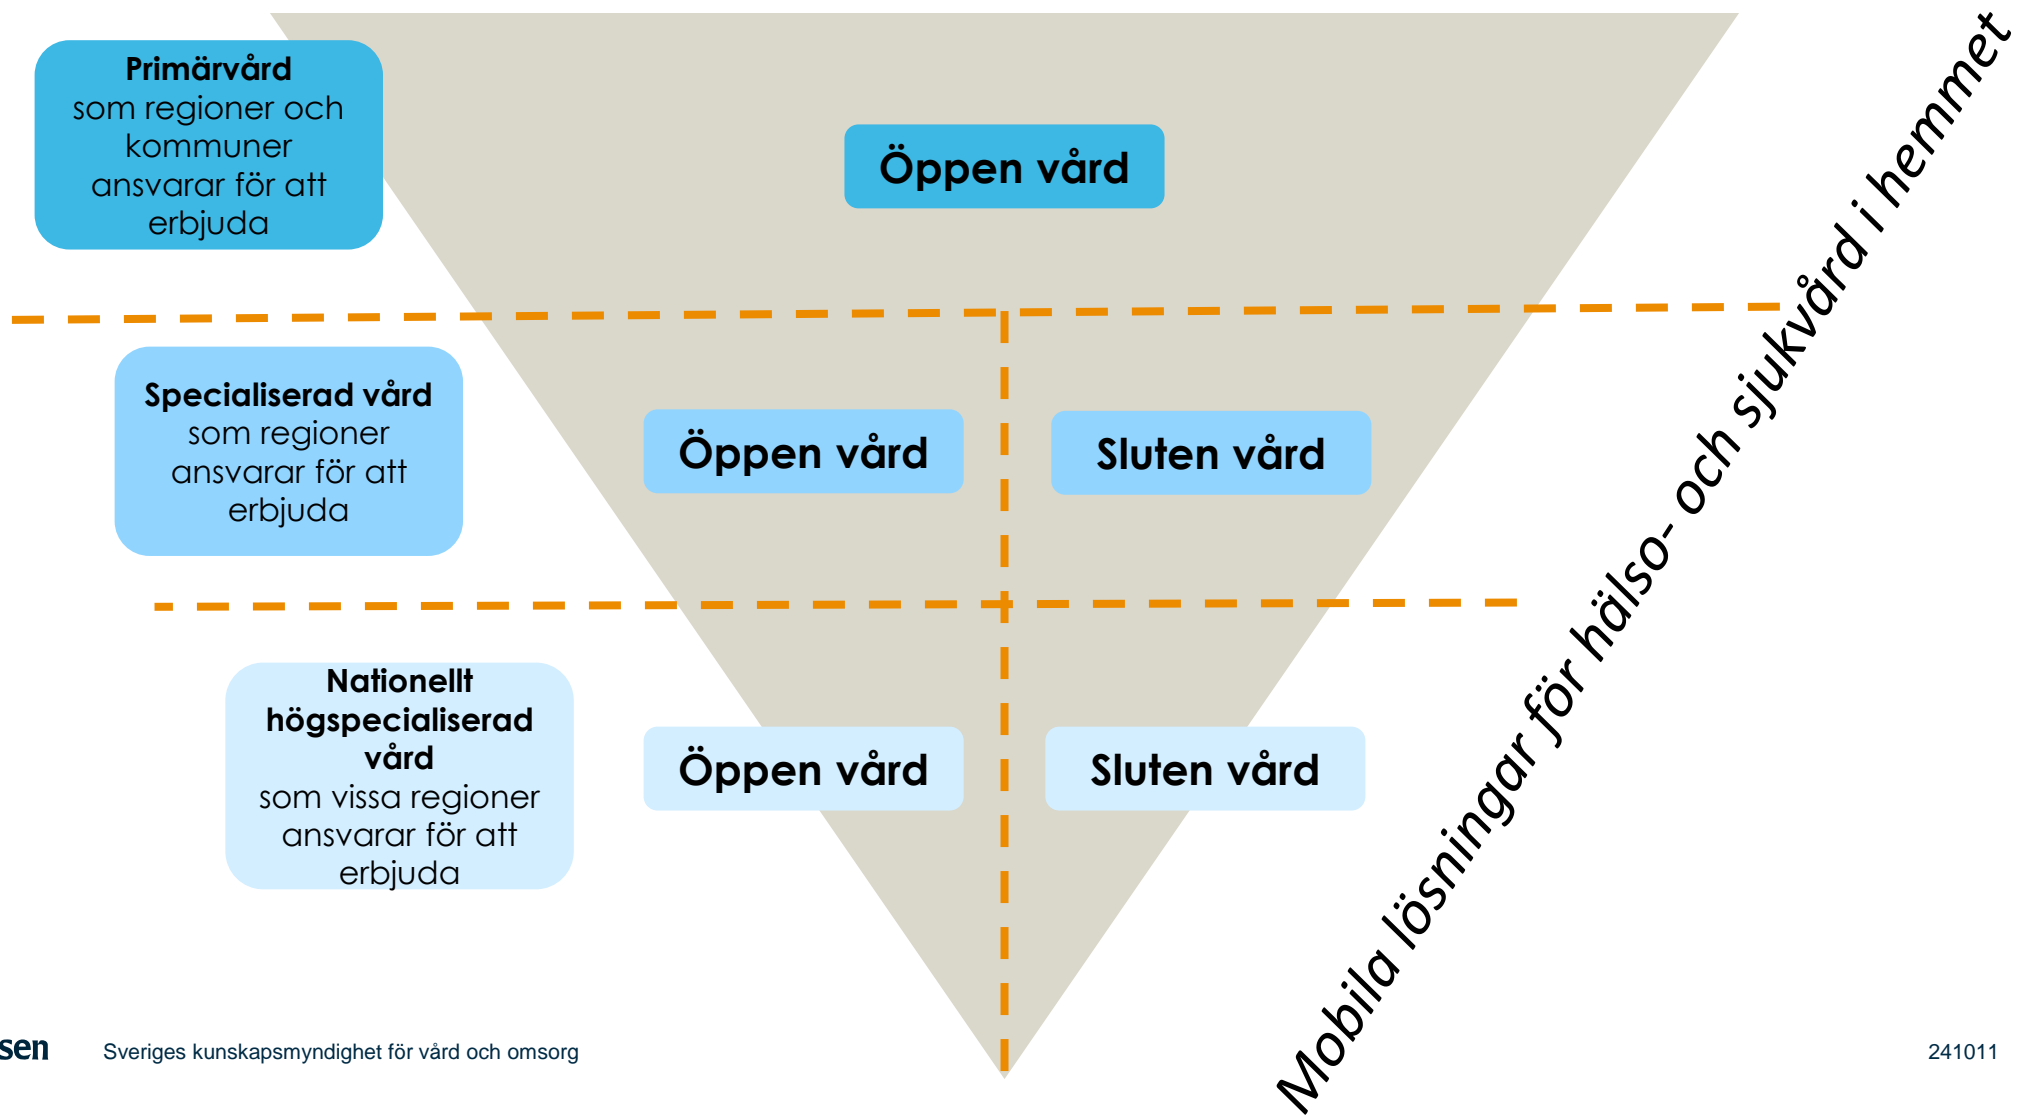 Primärvård
som regioner och
kommuner
ansvarar för att
erbjuda
Öppen vård
Specialiserad vård
som regioner
ansvarar för att
erbjuda
Öppen vård
Sluten vård
Nationellt
högspecialiserad
vård
som vissa regioner
ansvarar för att
erbjuda
Öppen vård
Sluten vård
Mobila lösningar för hälso- och sjukvård i hemmet
sen
Sveriges kunskapsmyndighet för vård och omsorg
241011